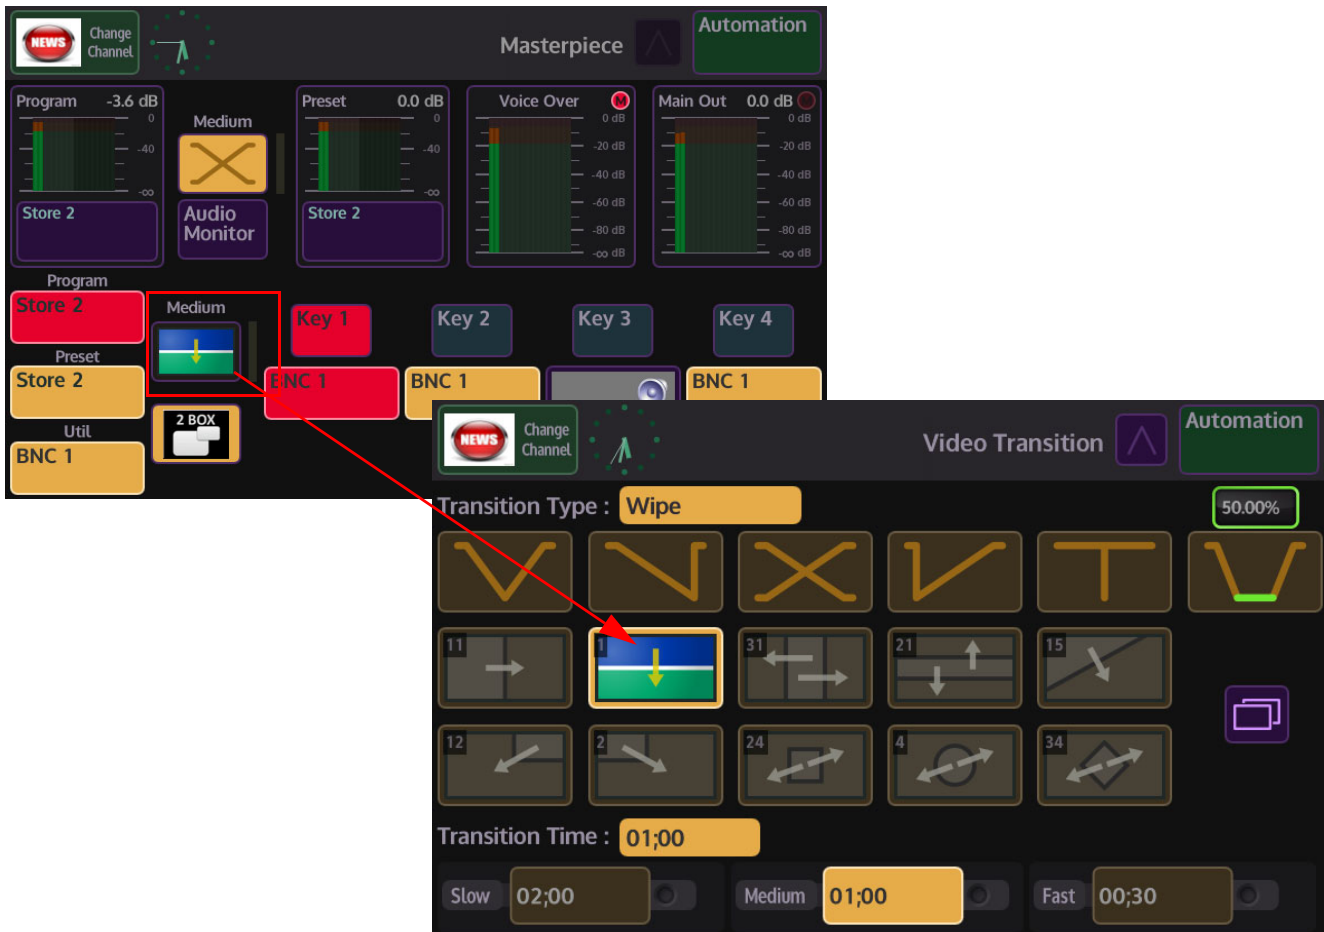 NEWS
Change
Channel
Masterpiece
Automation
Program -3.6 dB
0
-40
-∞
Store 2
Medium
Audio
Monitor
Preset 0.0 dB
0
-40
-∞
Store 2
Voice Over M
0 dB
-20 dB
-40 dB
-60 dB
-80 dB
-∞ dB
Main Out 0.0 dB
0 dB
-20 dB
-40 dB
-60 dB
-80 dB
-∞ dB
Program
Store 2
Medium
Key 1
Key 2
Key 3
Key 4
Preset
Store 2
BNC 1
BNC 1
BNC 1
2 BOX
Util
BNC 1
NEWS
Change
Channel
Video Transition
Automation
Transition Type : Wipe
50.00%
11
1
31
21
15
12
2
24
4
34
Transition Time : 01;00
Slow 02;00
Medium 01;00
Fast 00;30